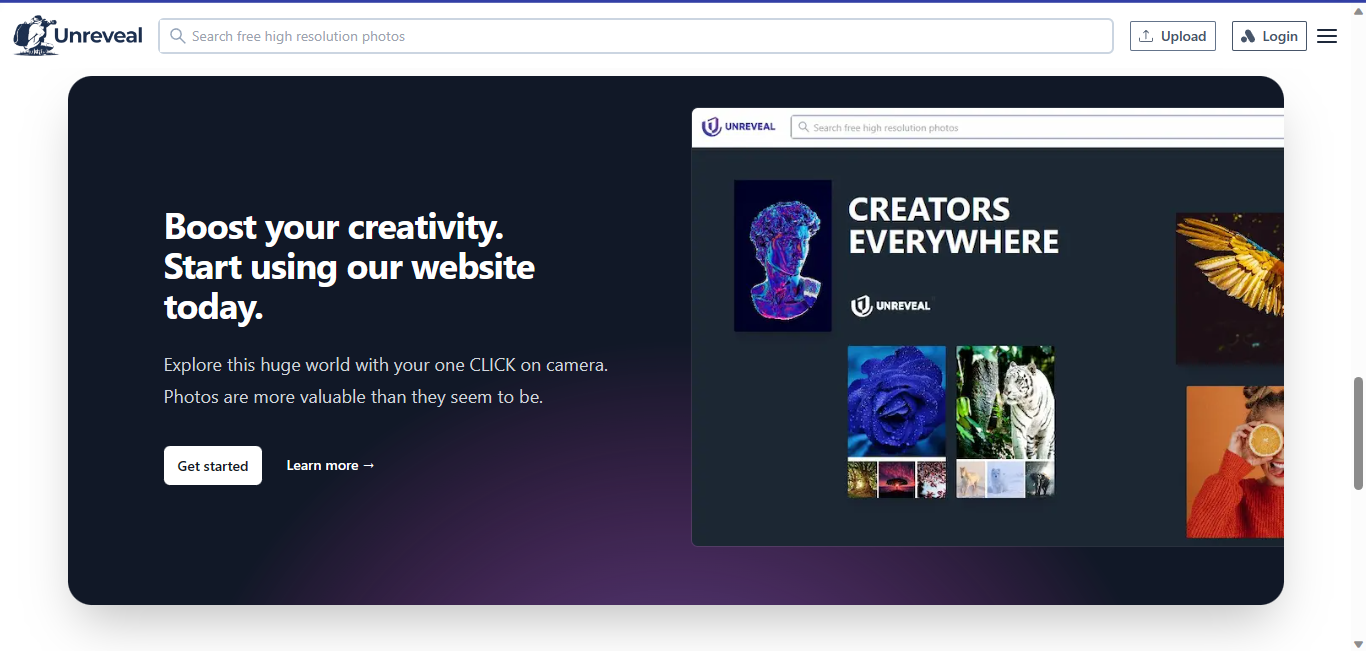 Unreveal
Search free high resolution photos
Upload
Login
Boost your creativity.
Start using our website
today.
Explore this huge world with your one CLICK on camera.
Photos are more valuable than they seem to be.
Get started
Learn more →
UNREVEAL
Search free high resolution photos
CREATORS
EVERYWHERE
UNREVEAL